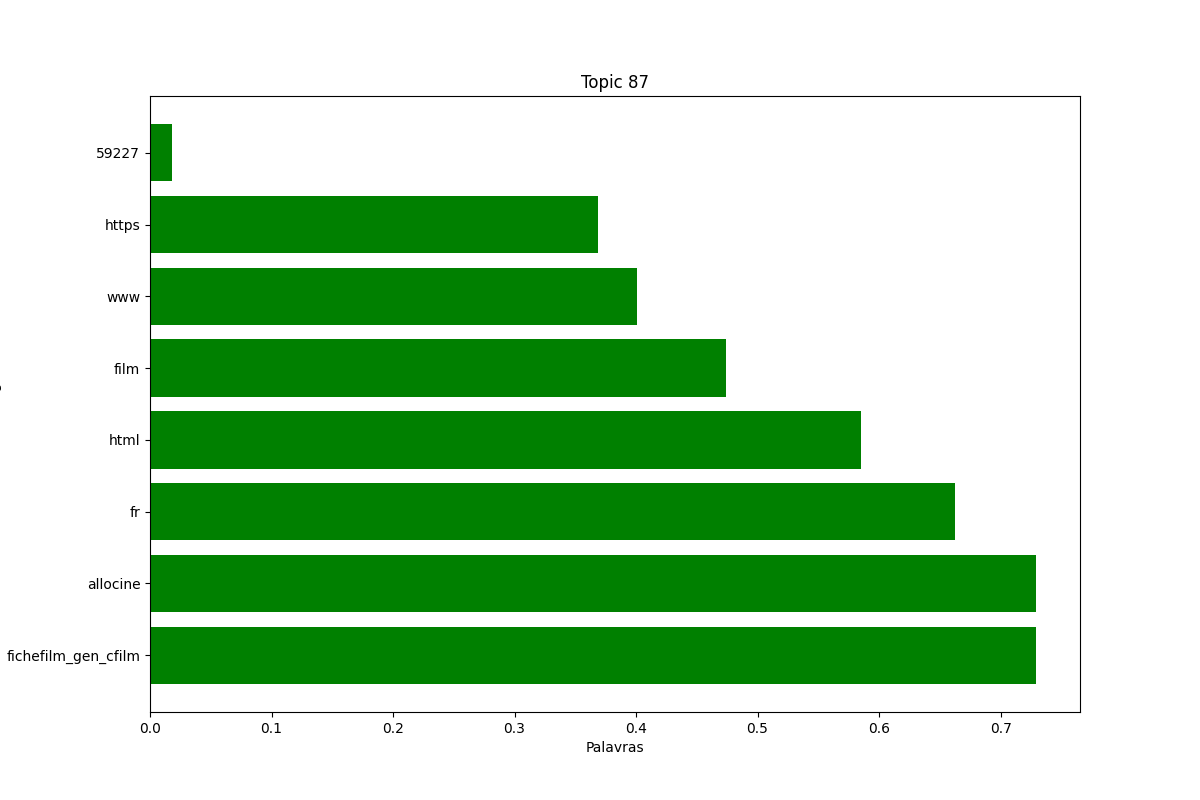 Topic 87
59227
https
www
film
html
fr
allocine
fichefilm_gen_cfilm
0.0 0.1 0.2 0.3 0.4 0.5 0.6 0.7
Palavras